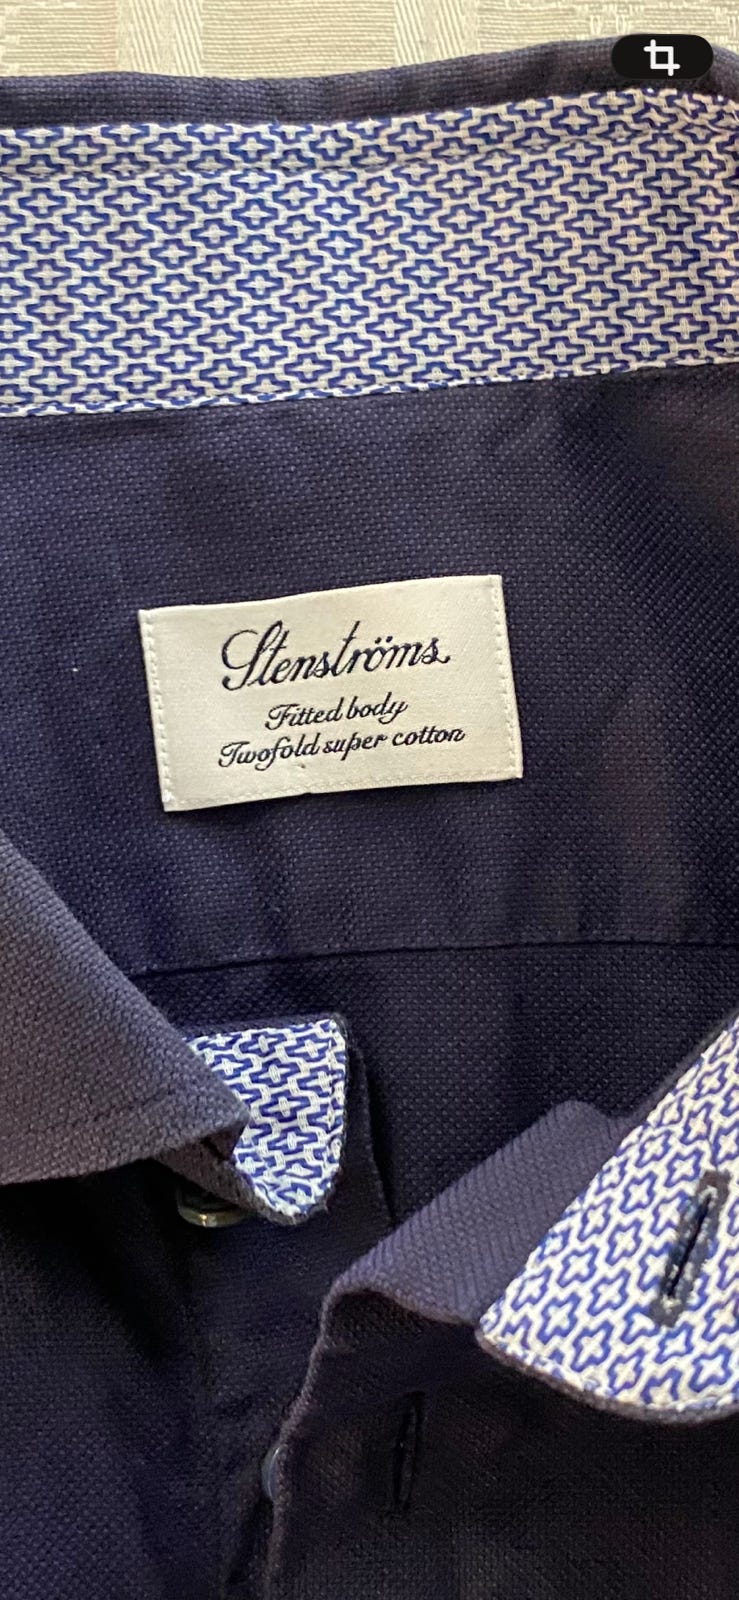 Stenströms
Fitted body
Twofold super cotton